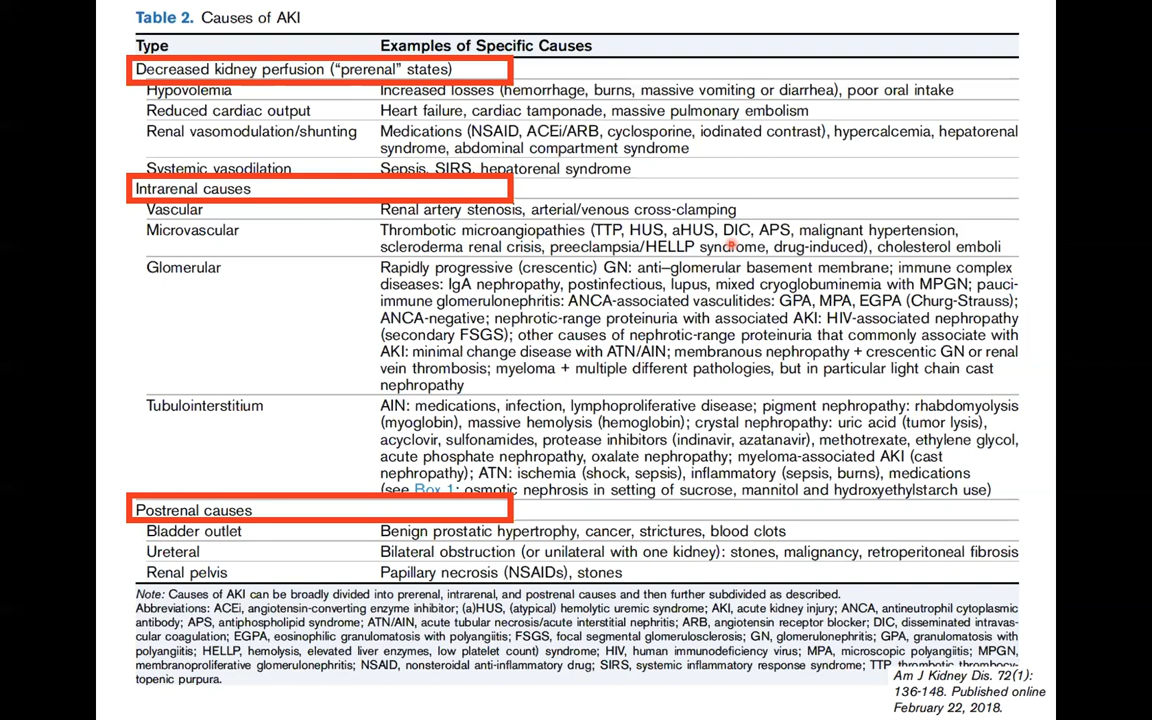 Table 2. Causes of AKI
Type Examples of Specific Causes
Decreased kidney perfusion (“prerenal” states)
Hypovolemia Increased losses (hemorrhage, burns, massive vomiting or diarrhea), poor oral intake
Reduced cardiac output Heart failure, cardiac tamponade, massive pulmonary embolism
Renal vasomodulation/shunting Medications (NSAID, ACEi/ARB, cyclosporine, iodinated contrast), hypercalcemia, hepatorenal
syndrome, abdominal compartment syndrome
Systemic vasodilation Sepsis, SIRS, hepatorenal syndrome
Intrarenal causes
Vascular Renal artery stenosis, arterial/venous cross-clamping
Microvascular Thrombotic microangiopathies (TTP, HUS, aHUS, DIC, APS, malignant hypertension,
scleroderma renal crisis, preeclampsia/HELLP syndrome, drug-induced), cholesterol emboli
Glomerular Rapidly progressive (crescentic) GN: anti–glomerular basement membrane; immune complex
diseases: IgA nephropathy, postinfectious, lupus, mixed cryoglobuminemia with MPGN; pauci-
immune glomerulonephritis: ANCA-associated vasculitides: GPA, MPA, EGPA (Churg-Strauss);
ANCA-negative; nephrotic-range proteinuria with associated AKI: HIV-associated nephropathy
(secondary FSGS); other causes of nephrotic-range proteinuria that commonly associate with
AKI: minimal change disease with ATN/AIN; membranous nephropathy + crescentic GN or renal
vein thrombosis; myeloma + multiple different pathologies, but in particular light chain cast
nephropathy
Tubulointerstitium AIN: medications, infection, lymphoproliferative disease; pigment nephropathy: rhabdomyolysis
(myoglobin), massive hemolysis (hemoglobin); crystal nephropathy: uric acid (tumor lysis),
acyclovir, sulfonamides, protease inhibitors (indinavir, azatanavir), methotrexate, ethylene glycol,
acute phosphate nephropathy, oxalate nephropathy; myeloma-associated AKI (cast
nephropathy); ATN: ischemia (shock, sepsis), inflammatory (sepsis, burns), medications
(see Box 1; osmotic nephrosis in setting of sucrose, mannitol and hydroxyethylstarch use)
Postrenal causes
Bladder outlet Benign prostatic hypertrophy, cancer, strictures, blood clots
Ureteral Bilateral obstruction (or unilateral with one kidney): stones, malignancy, retroperitoneal fibrosis
Renal pelvis Papillary necrosis (NSAIDs), stones
Note: Causes of AKI can be broadly divided into prerenal, intrarenal, and postrenal causes and then further subdivided as described.
Abbreviations: ACEi, angiotensin-converting enzyme inhibitor; (a)HUS, (atypical) hemolytic uremic syndrome; AKI, acute kidney injury; ANCA, antineutrophil cytoplasmic
antibody; APS, antiphospholipid syndrome; ATN/AIN, acute tubular necrosis/acute interstitial nephritis; ARB, angiotensin receptor blocker; DIC, disseminated intravas-
cular coagulation; EGPA, eosinophilic granulomatosis with polyangiitis; FSGS, focal segmental glomerulosclerosis; GN, glomerulonephritis; GPA, granulomatosis with
polyangiitis; HELLP, hemolysis, elevated liver enzymes, low platelet count) syndrome; HIV, human immunodeficiency virus; MPA, microscopic polyangiitis; MPGN,
membranoproliferative glomerulonephritis; NSAID, nonsteroidal anti-inflammatory drug; SIRS, systemic inflammatory response syndrome; TTP, thrombotic thrombocy-
topenic purpura.
Am J Kidney Dis. 72(1):
136-148. Published online
February 22, 2018.